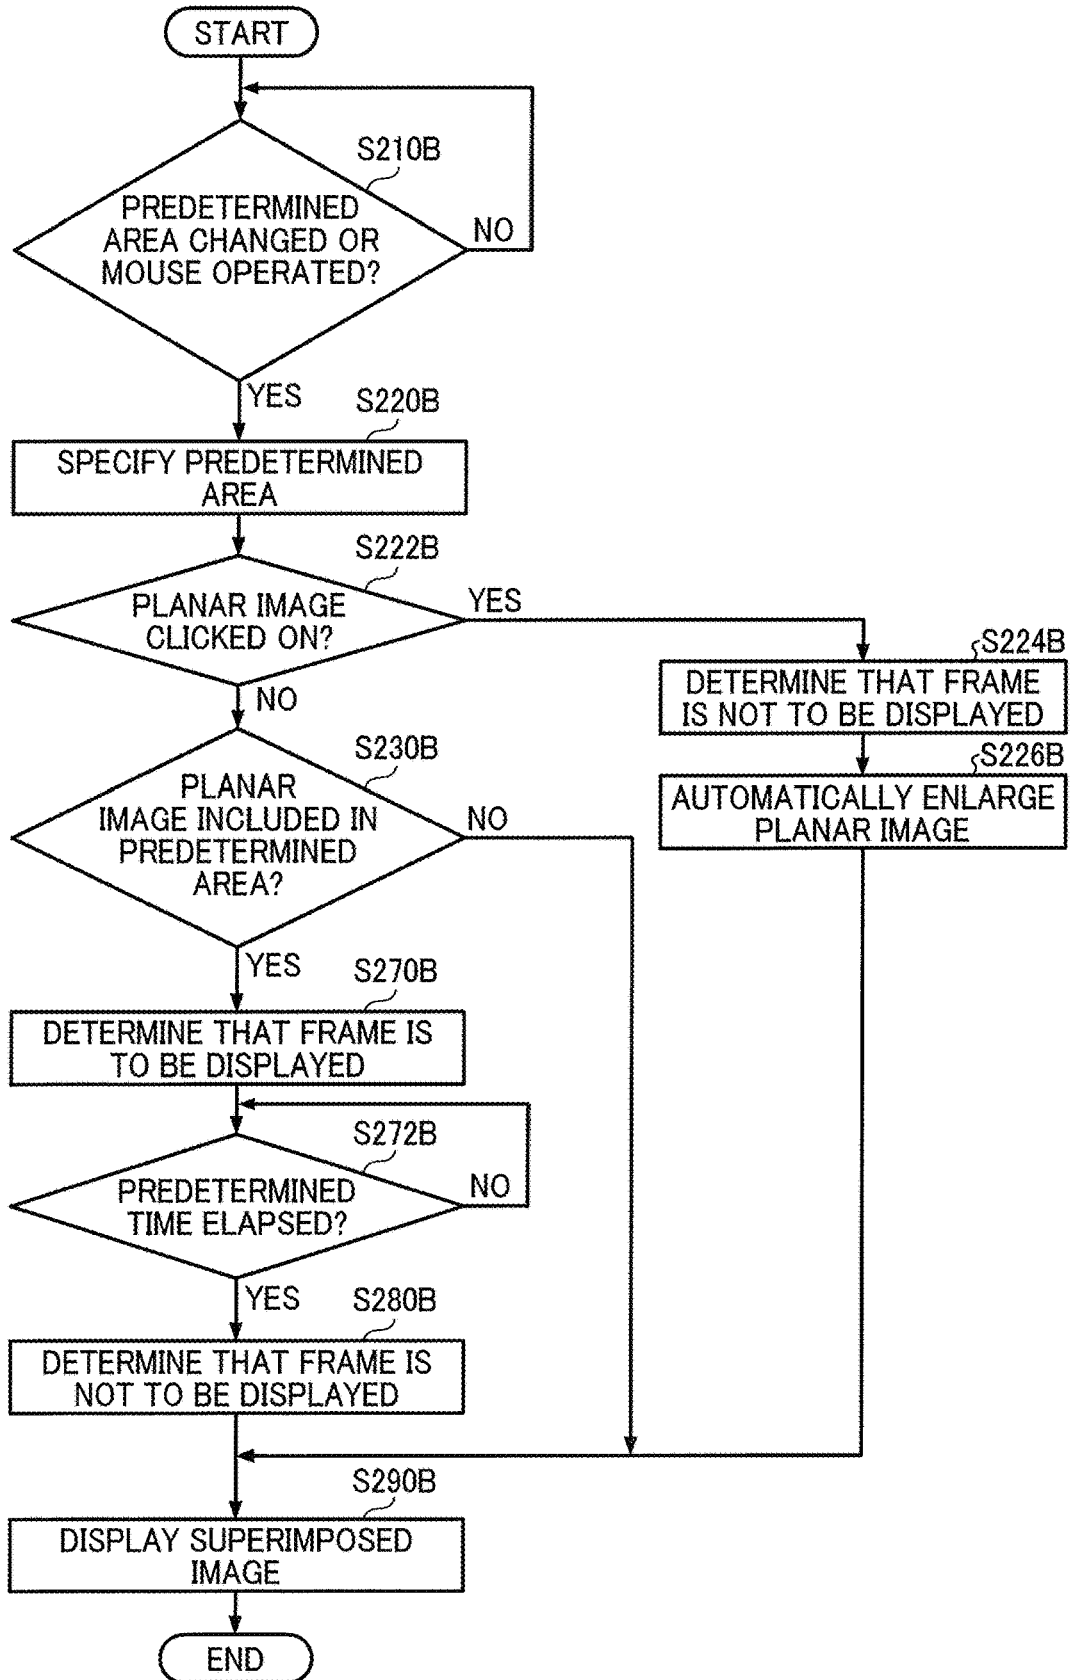 START
S210B
PREDETERMINED
AREA CHANGED OR
MOUSE OPERATED?
NO
YES
S220B
SPECIFY PREDETERMINED
AREA
S222B
PLANAR IMAGE
CLICKED ON?
YES
NO
S224B
DETERMINE THAT FRAME
IS NOT TO BE DISPLAYED
S226B
AUTOMATICALLY ENLARGE
PLANAR IMAGE
S230B
PLANAR
IMAGE INCLUDED IN
PREDETERMINED
AREA?
NO
YES
S270B
DETERMINE THAT FRAME IS
TO BE DISPLAYED
S272B
PREDETERMINED
TIME ELAPSED?
NO
YES
S280B
DETERMINE THAT FRAME IS
NOT TO BE DISPLAYED
S290B
DISPLAY SUPERIMPOSED
IMAGE
END